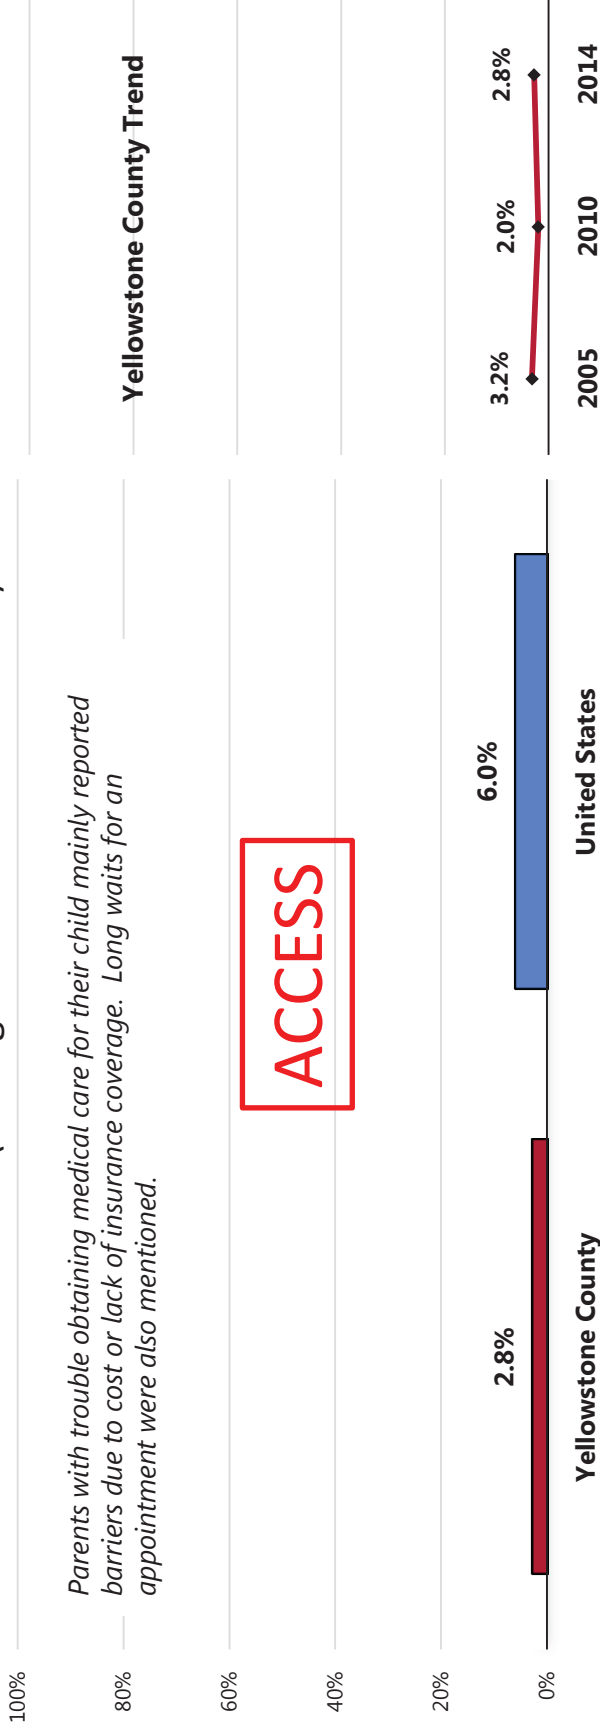 100%
80%
60%
40%
20%
0%
Parents with trouble obtaining medical care for their child mainly reported
barriers due to cost or lack of insurance coverage.  Long waits for an
appointment were also mentioned.
ACCESS
2.8%
6.0%
Yellowstone County
United States
Yellowstone County Trend
3.2%
2.0%
2.8%
2005
2010
2014